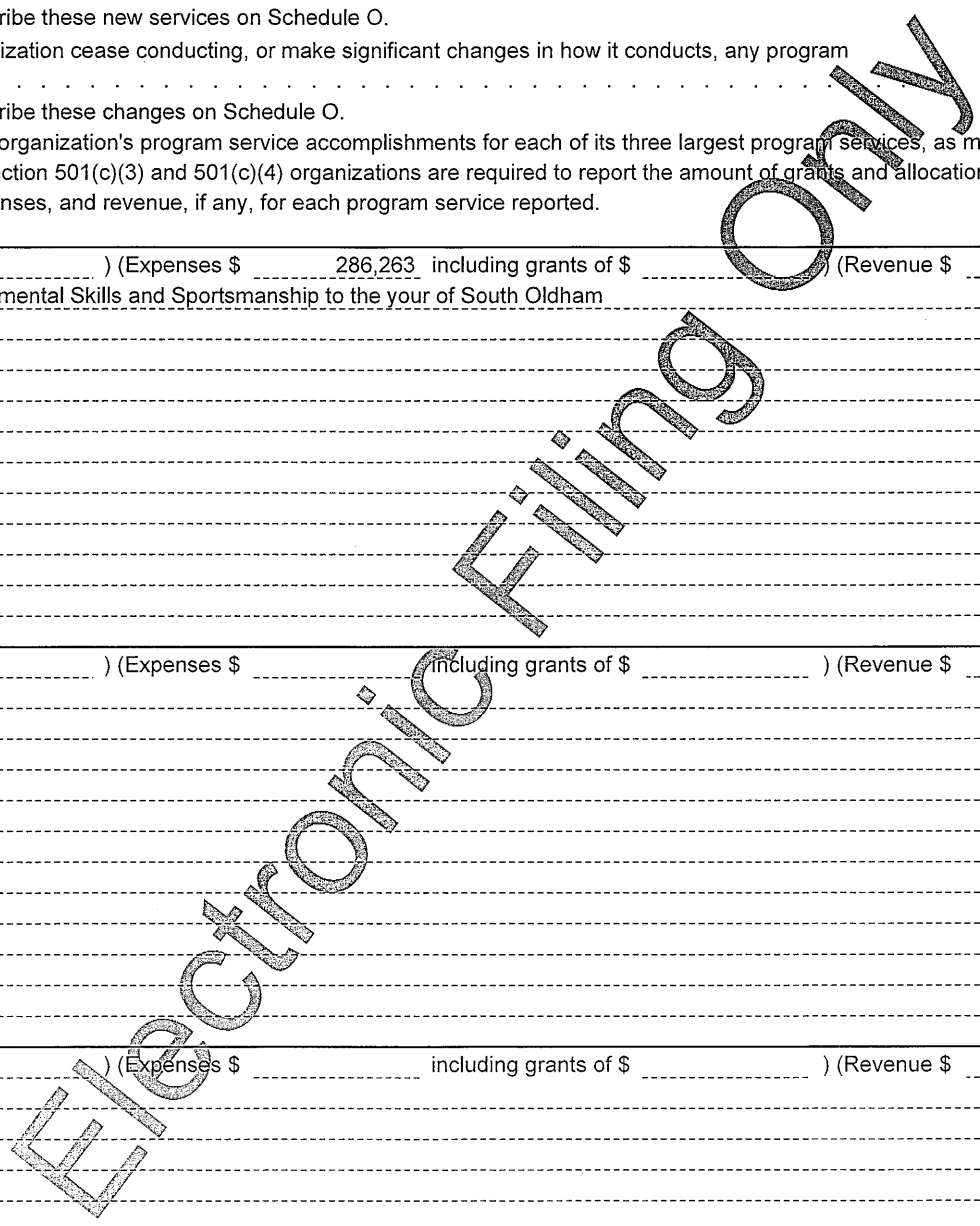 ribe these new services on Schedule O.
ization cease conducting, or make significant changes in how it conducts, any program
ribe these changes on Schedule O.
organization's program service accomplishments for each of its three largest program services, as m
ction 501(c)(3) and 501(c)(4) organizations are required to report the amount of grants and allocation
nses, and revenue, if any, for each program service reported.
) (Expenses $ 286,263 including grants of $ ) (Revenue $
mental Skills and Sportsmanship to the your of South Oldham
) (Expenses $ including grants of $ ) (Revenue $
) (Expenses $ including grants of $ ) (Revenue $
Electronic Filing Only